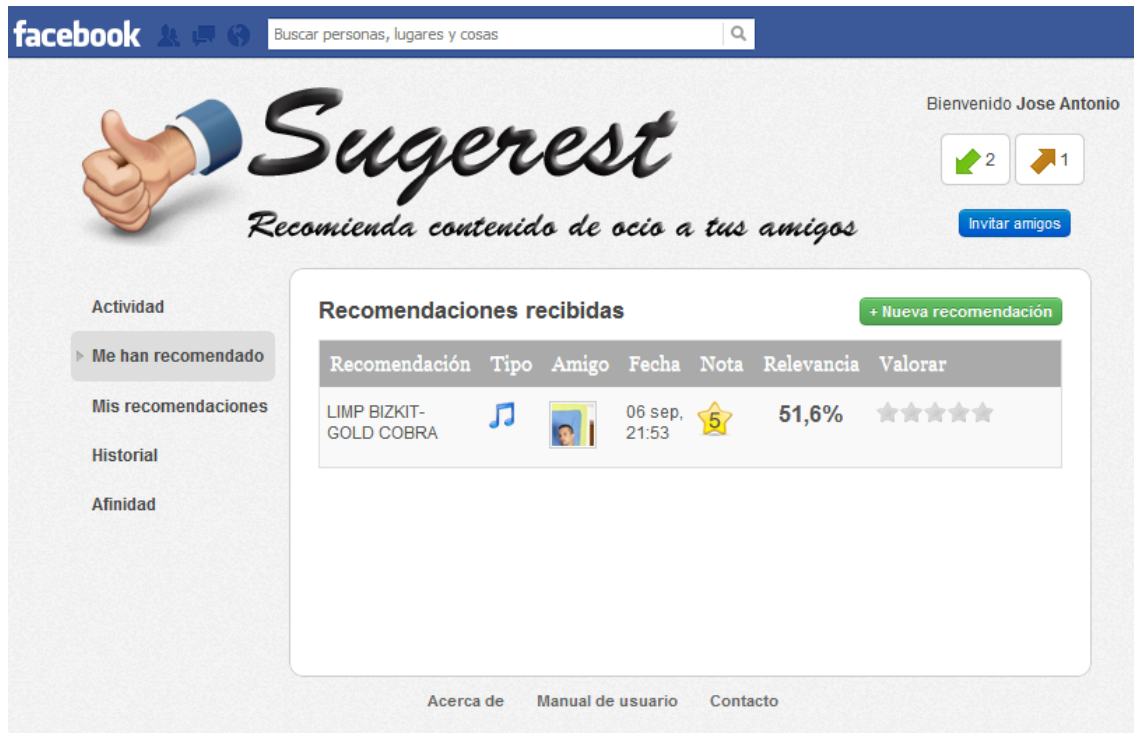 facebook Buscar personas, lugares y cosas
Sugerest
Recomienda contenido de ocio a tus amigos
Bienvenido Jose Antonio
2 1
Invitar amigos
Actividad
Me han recomendado
Mis recomendaciones
Historial
Afinidad
Recomendaciones recibidas + Nueva recomendación
Recomendación Tipo Amigo Fecha Nota Relevancia Valorar
LIMP BIZKIT- 06 sep, 5 51,6%
GOLD COBRA 21:53
Acerca de Manual de usuario Contacto